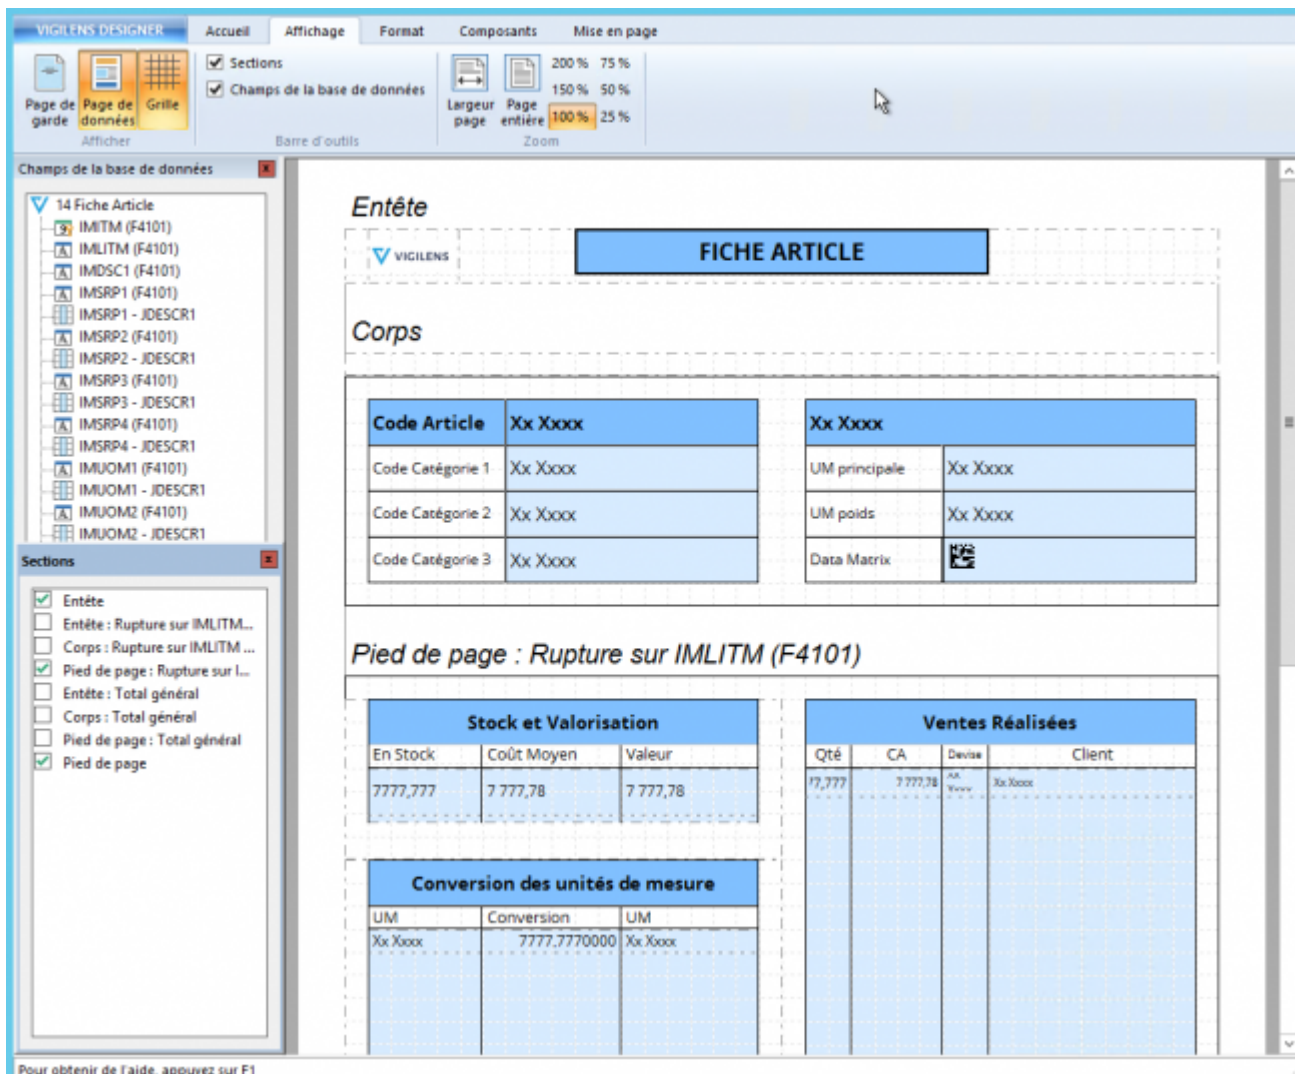 VIGILENS DESIGNER Accueil Affichage Format Composants Mise en page
Page de garde
Page de données
Grille
Afficher
Sections
Champs de la base de données
Barre d'outils
Largeur page
Page entière
200 % 75 %
150 % 50 %
100 % 25 %
Zoom
Champs de la base de données
14 Fiche Article
IMITM (F4101)
IMLITM (F4101)
IMDSC1 (F4101)
IMSRP1 (F4101)
IMSRP1 - JDESCR1
IMSRP2 (F4101)
IMSRP2 - JDESCR1
IMSRP3 (F4101)
IMSRP3 - JDESCR1
IMSRP4 (F4101)
IMSRP4 - JDESCR1
IMUOM1 (F4101)
IMUOM1 - JDESCR1
IMUOM2 (F4101)
IMUOM2 - JDESCR1
Sections
Entête
Entête : Rupture sur IMLITM...
Corps : Rupture sur IMLITM ...
Pied de page : Rupture sur I...
Entête : Total général
Corps : Total général
Pied de page : Total général
Pied de page
Entête
VIGILENS
FICHE ARTICLE
Corps
Code Article Xx Xxxx
Code Catégorie 1 Xx Xxxx
Code Catégorie 2 Xx Xxxx
Code Catégorie 3 Xx Xxxx
Xx Xxxx
UM principale Xx Xxxx
UM poids Xx Xxxx
Data Matrix
Pied de page : Rupture sur IMLITM (F4101)
Stock et Valorisation
En Stock Coût Moyen Valeur
7777,777 7 777,78 7 777,78
Conversion des unités de mesure
UM Conversion UM
Xx Xxxx 7777.7770000 Xx Xxxx
Ventes Réalisées
Qté CA Devise Client
77,777 7 777,78 Xx Xxxx Xx Xxxx
Pour obtenir de l'aide, appuyez sur F1